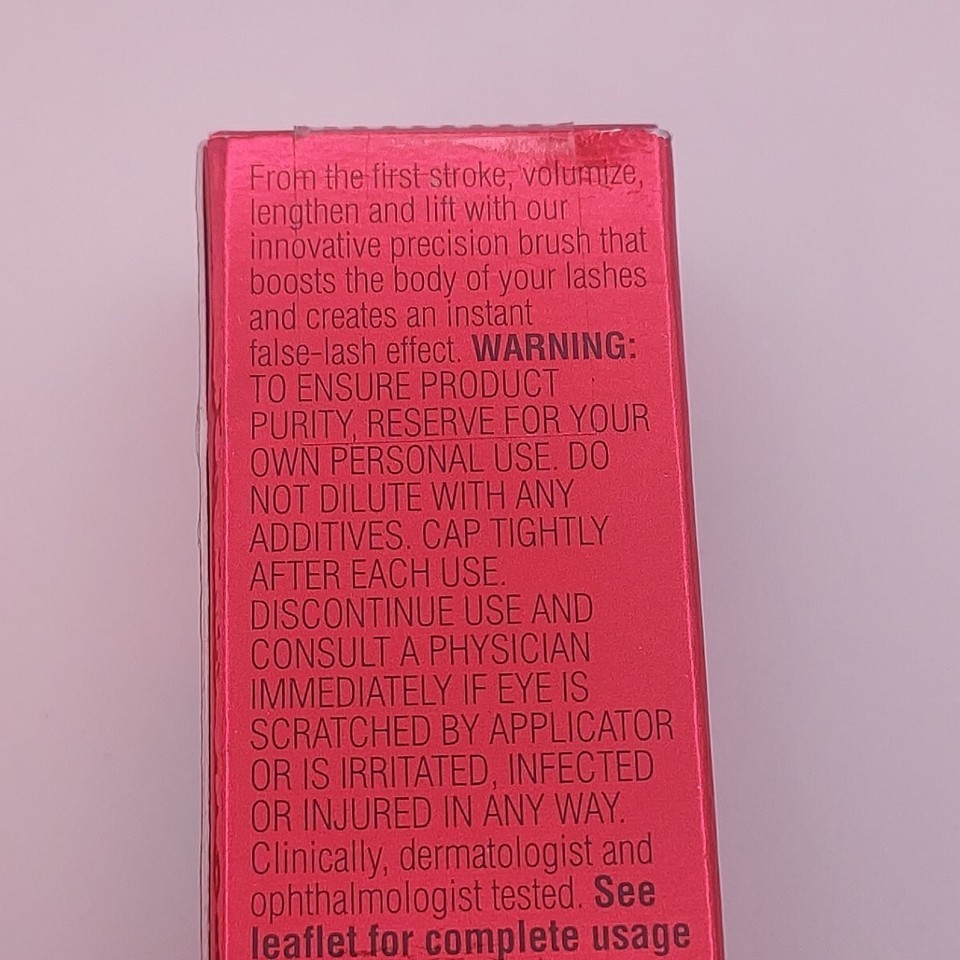 From the first stroke, volumize,
lengthen and lift with our
innovative precision brush that
boosts the body of your lashes
and creates an instant
false-lash effect. WARNING:
TO ENSURE PRODUCT
PURITY, RESERVE FOR YOUR
OWN PERSONAL USE. DO
NOT DILUTE WITH ANY
ADDITIVES. CAP TIGHTLY
AFTER EACH USE.
DISCONTINUE USE AND
CONSULT A PHYSICIAN
IMMEDIATELY IF EYE IS
SCRATCHED BY APPLICATOR
OR IS IRRITATED, INFECTED
OR INJURED IN ANY WAY.
Clinically, dermatologist and
ophthalmologist tested. See
leaflet for complete usage